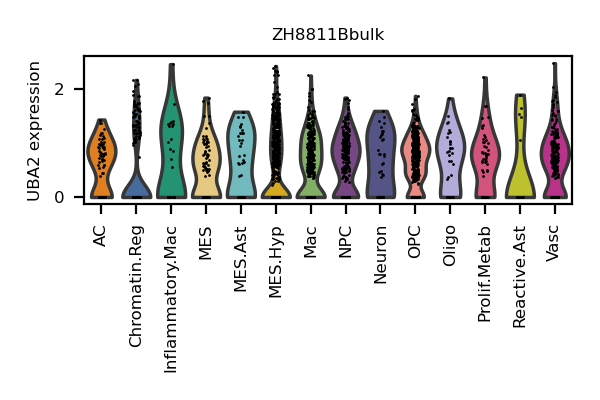 ZH8811Bbulk
UBA2 expression
2
0
AC
Chromatin.Reg
Inflammatory.Mac
MES
MES.Ast
MES.Hyp
Mac
NPC
Neuron
OPC
Oligo
Prolif.Metab
Reactive.Ast
Vasc